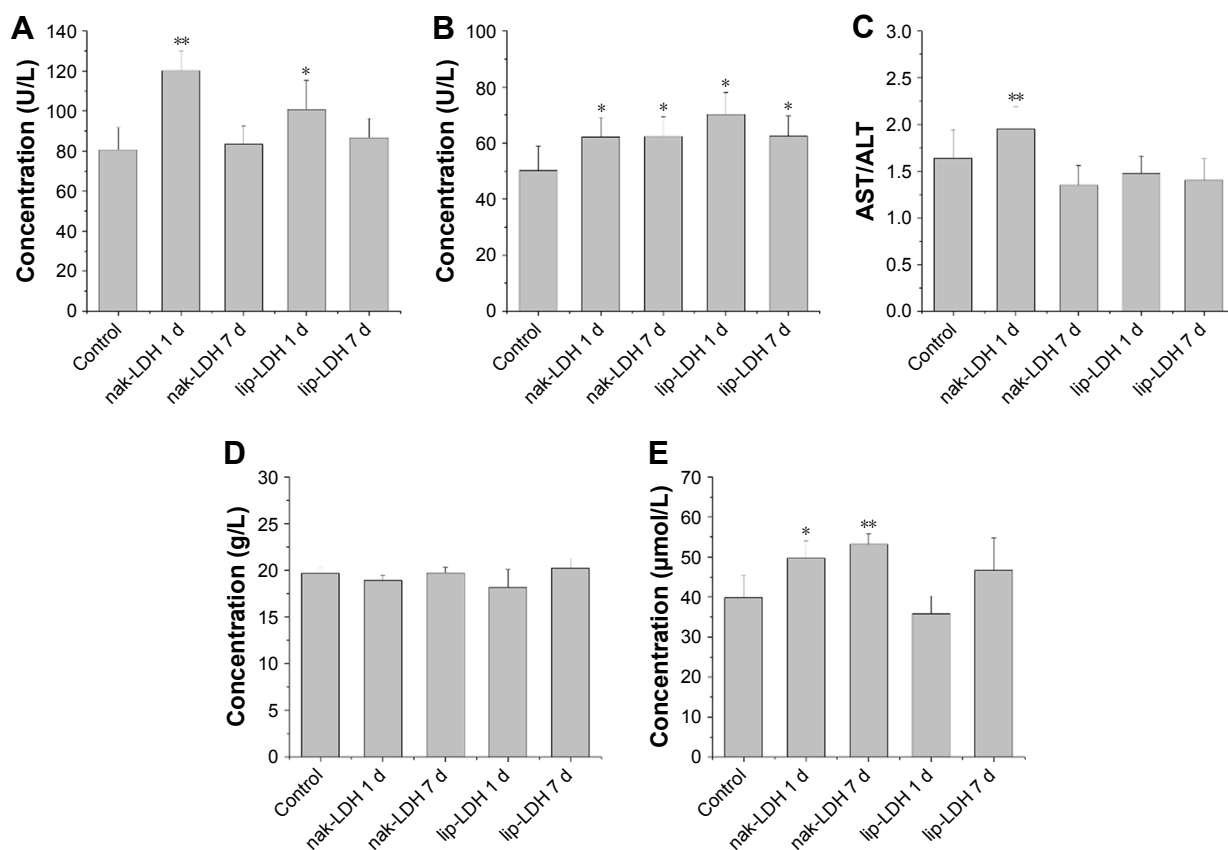 A
Concentration (U/L)
140
120
100
80
60
40
20
0
**
*
Control
nak-LDH 1 d
nak-LDH 7 d
lip-LDH 1 d
lip-LDH 7 d
B
Concentration (U/L)
100
80
60
40
20
0
*
*
*
*
Control
nak-LDH 1 d
nak-LDH 7 d
lip-LDH 1 d
lip-LDH 7 d
C
AST/ALT
3.0
2.5
2.0
1.5
1.0
0.5
0.0
**
Control
nak-LDH 1 d
nak-LDH 7 d
lip-LDH 1 d
lip-LDH 7 d
D
Concentration (g/L)
30
25
20
15
10
5
0
Control
nak-LDH 1 d
nak-LDH 7 d
lip-LDH 1 d
lip-LDH 7 d
E
Concentration (μmol/L)
70
60
50
40
30
20
10
0
*
**
Control
nak-LDH 1 d
nak-LDH 7 d
lip-LDH 1 d
lip-LDH 7 d